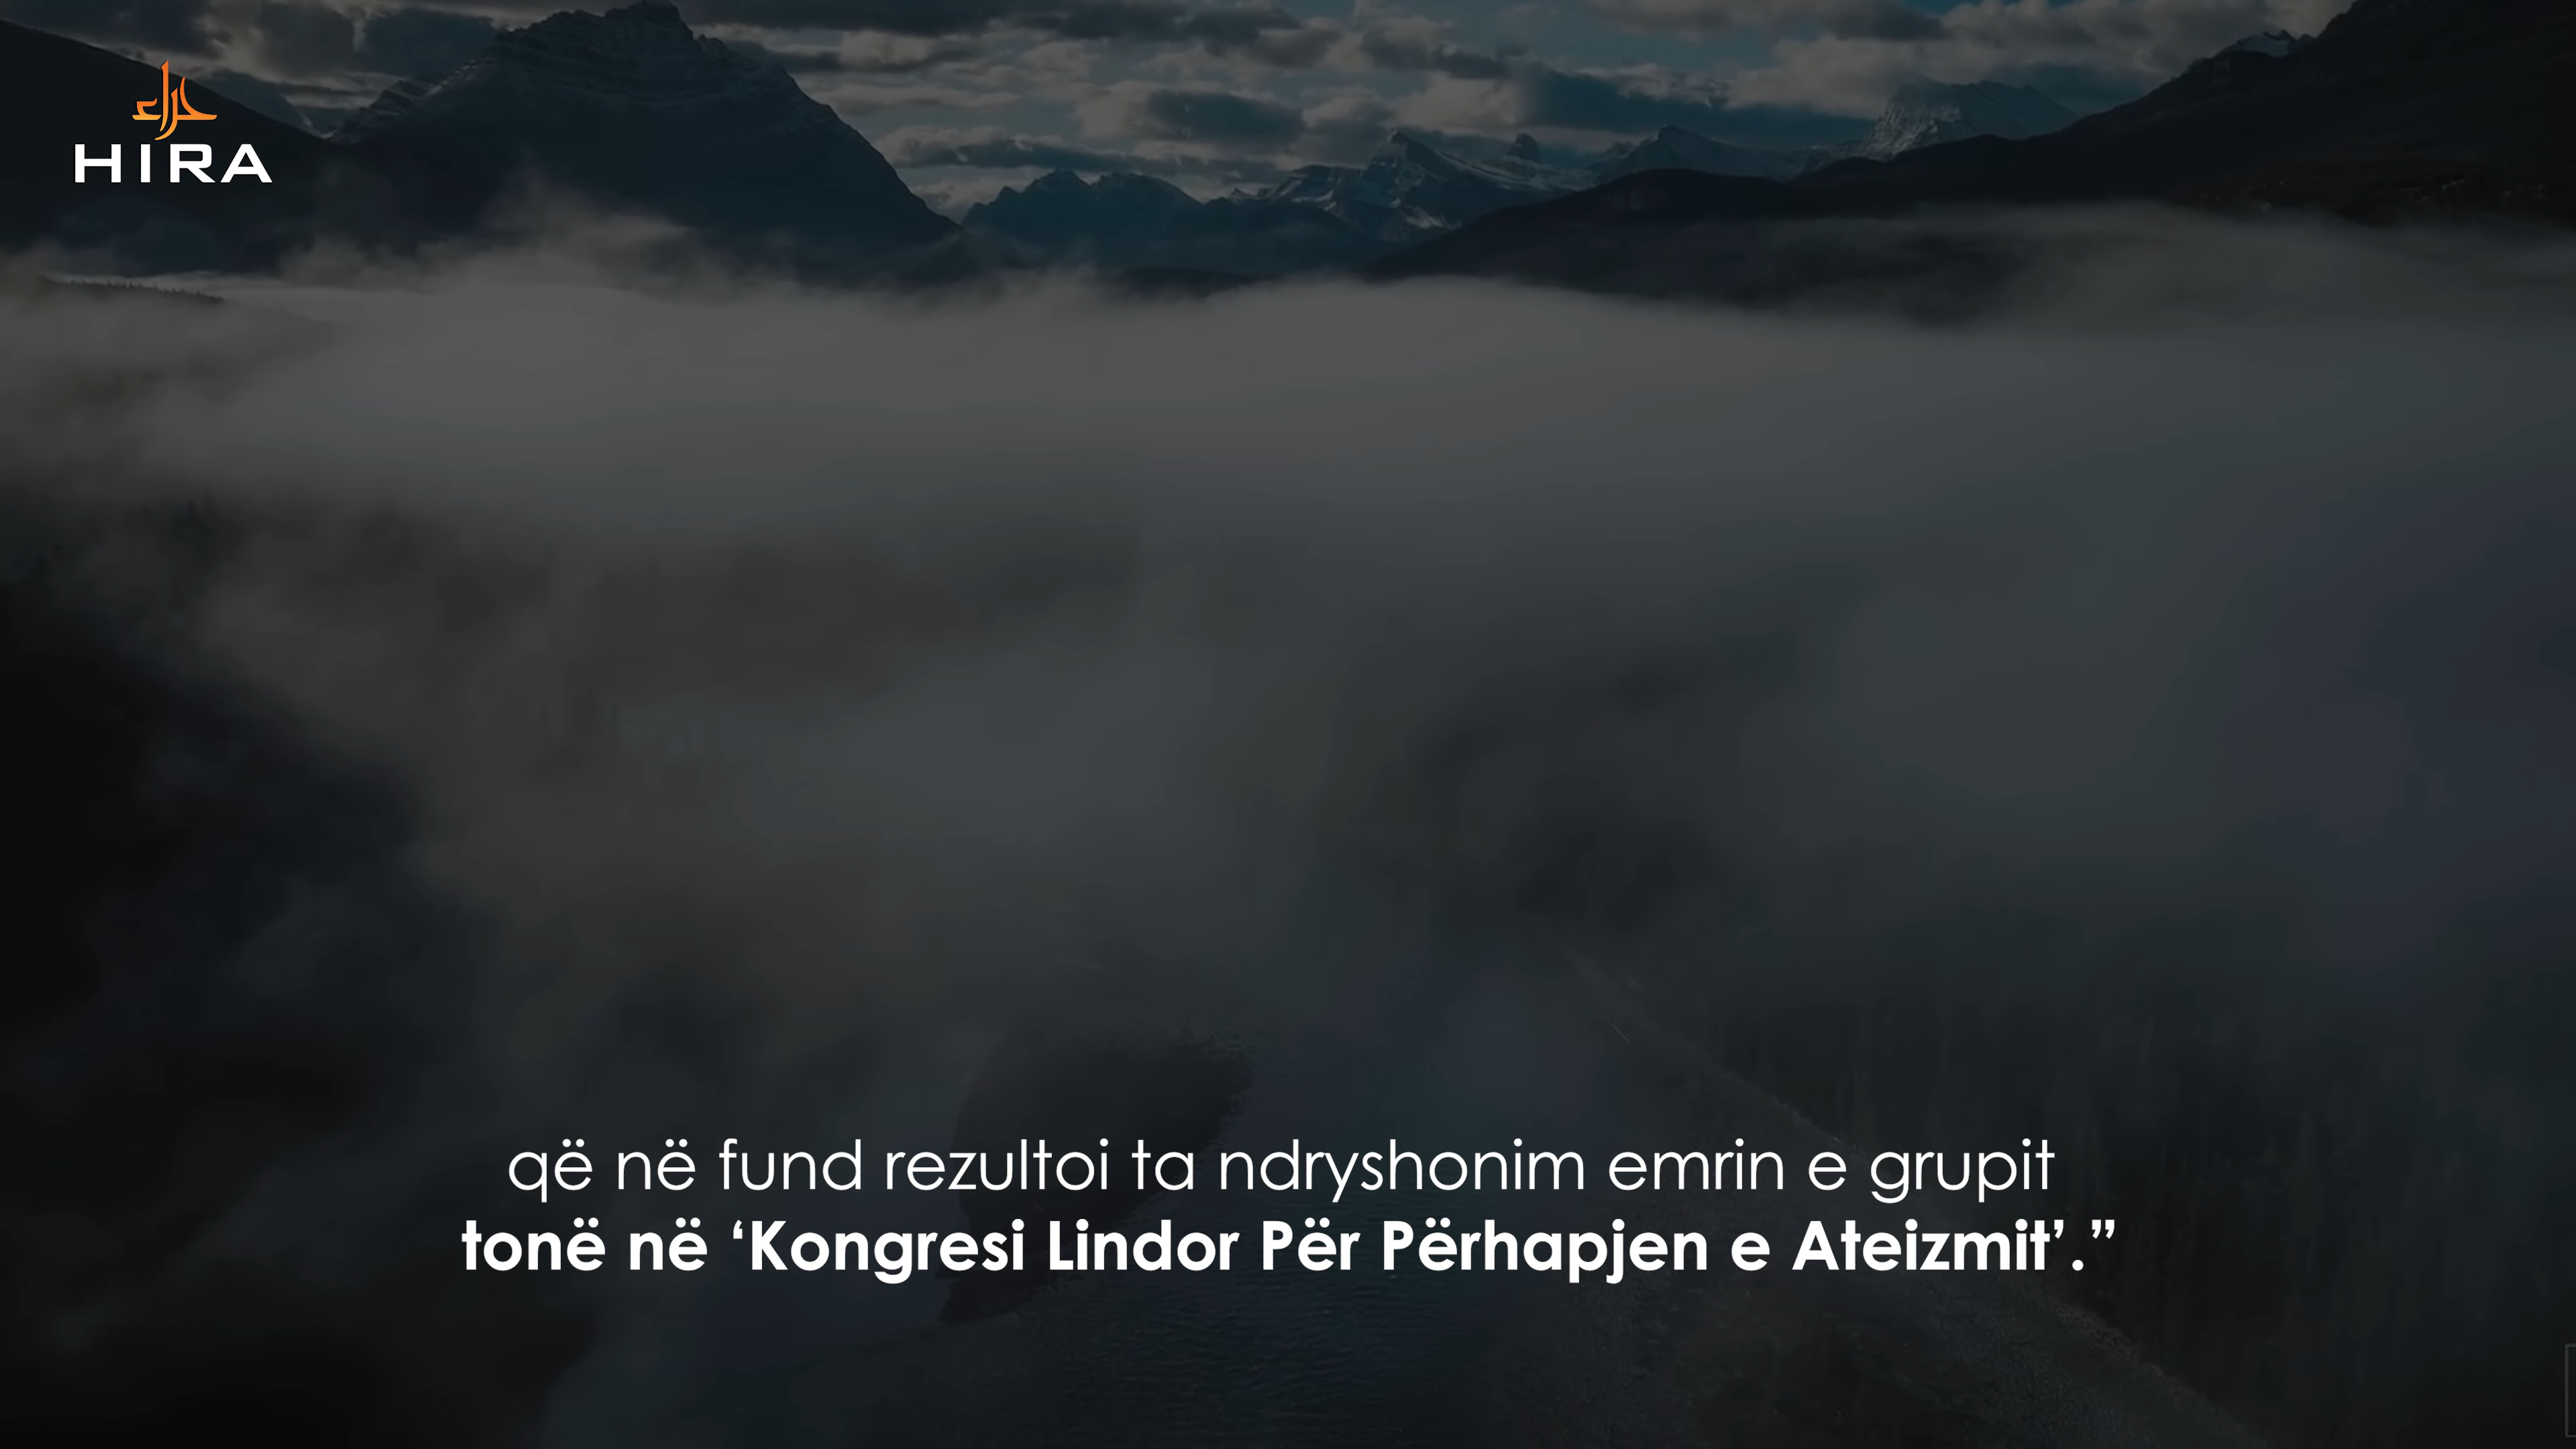 حراء
HIRA
që në fund rezultoi ta ndryshonim emrin e grupit
tonë në ‘Kongresi Lindor Për Përhapjen e Ateizmit’.”